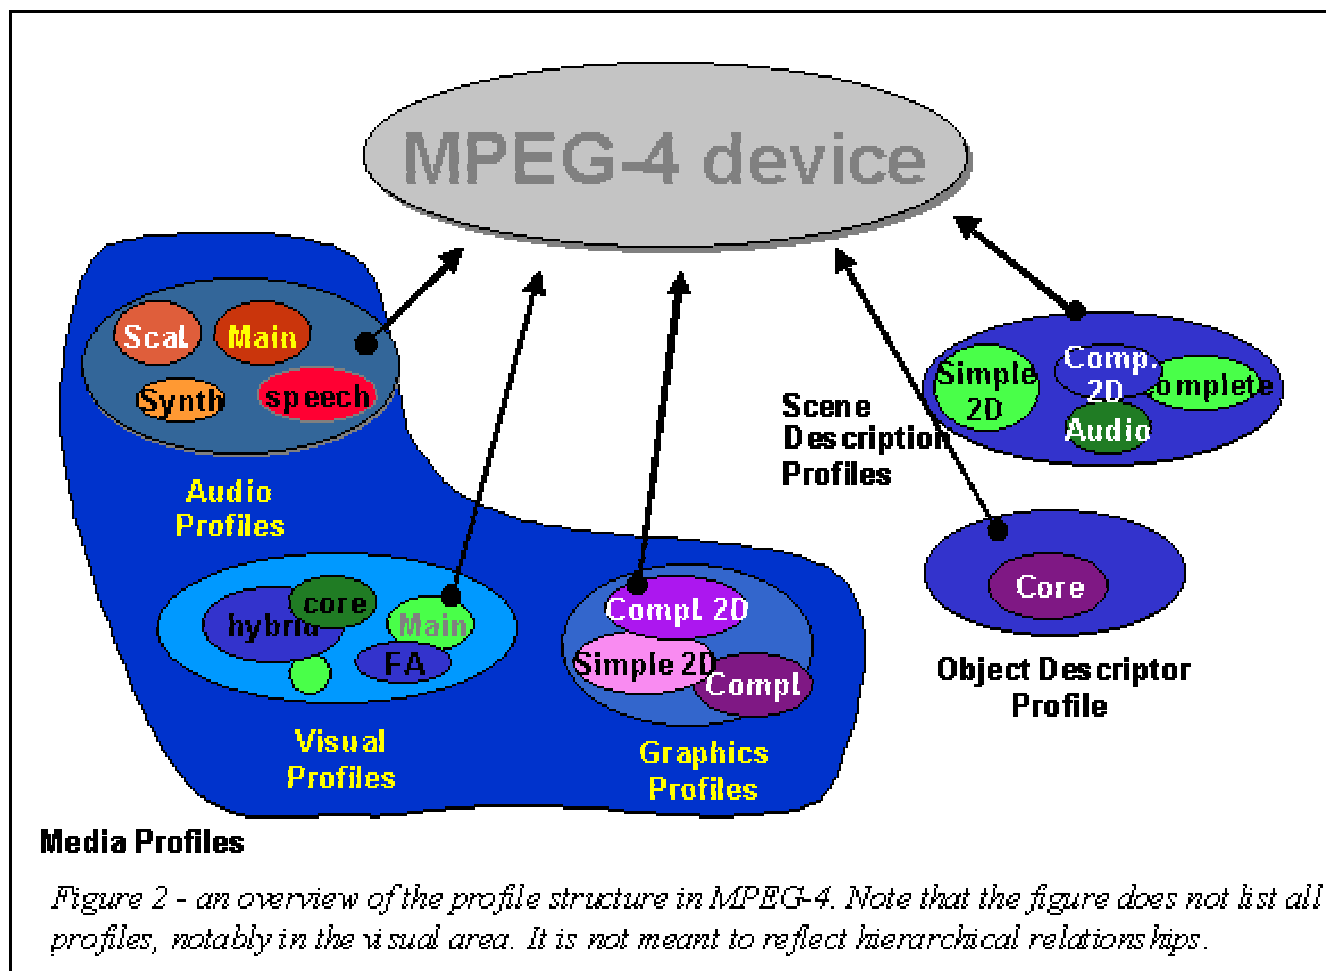 MPEG-4 device
Scal.
Main
Synth
speech
Audio
Profiles
Simple
2D
Comp.
2D
omplete
Audio
Scene
Description
Profiles
Core
Object Descriptor
Profile
hybrid
core
Main
FA
Visual
Profiles
Compl. 2D
Simple 2D
Compl.
Graphics
Profiles
Media Profiles
Figure 2 - an overview of the profile structure in MPEG-4. Note that the figure does not list all
profiles, notably in the visual area. It is not meant to reflect hierarchical relationships.